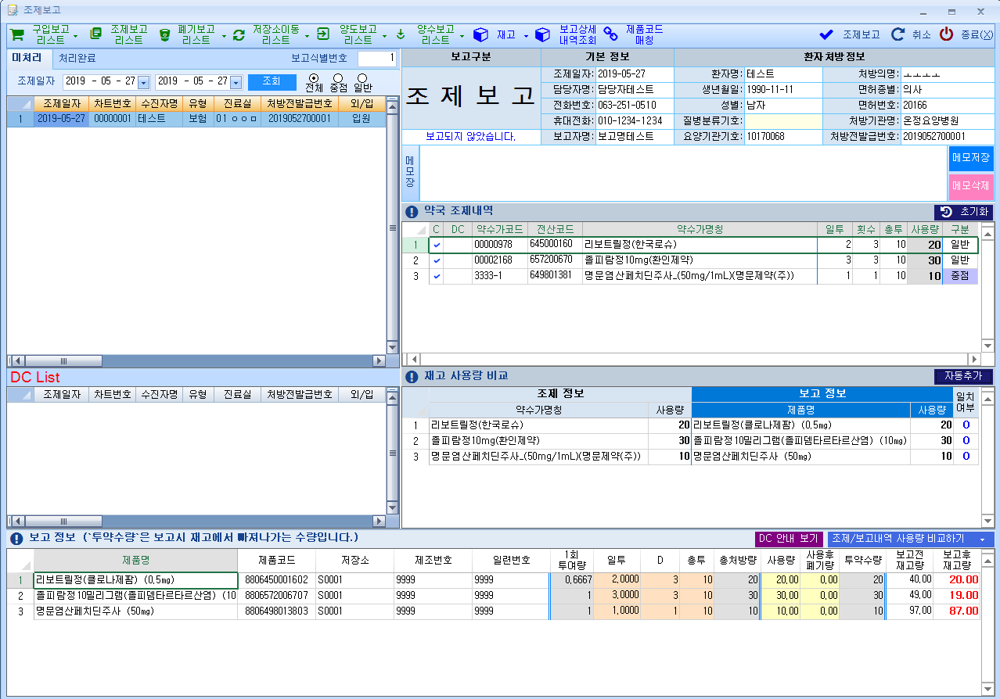 조제보고
구입보고 리스트
조제보고 리스트
폐기보고 리스트
저장소이동 리스트
양도보고 리스트
양수보고 리스트
재고
보고상세 내역조회
제품코드 매칭
조제보고 취소 종료(X)
미처리 처리완료 보고식별번호 1
조제일자 2019 - 05 - 27 2019 - 05 - 27 조회 전체 중점 일반
조제일자 차트번호 수진자명 유형 진료실 처방전발급번호 외/입
1 2019-05-27 00000001 테스트 보험 01 ㅇㅇㅁ 2019052700001 입원
보고구분 기본 정보 환자 처방 정보
조 제 보 고
보고되지 않았습니다.
조제일자: 2019-05-27 환자명: 테스트 처방의명: ㅗㅗㅗㅗ
담당자명: 담당자테스트 생년월일: 1990-11-11 면허종별: 의사
전화번호: 063-251-0510 성별: 남자 면허번호: 20166
휴대전화: 010-1234-1234 질병분류기호: 처방기관명: 온정요양병원
보고자명: 보고명테스트 요양기관기호: 10170068 처방전발급번호: 2019052700001
메모장
메모저장
메모삭제
약국 조제내역 초기화
C DC 약수가코드 전산코드 약수가명칭 일투 횟수 총투 사용량 구분
1 00000978 645000160 리보트릴정(한국로슈) 2 3 10 20 일반
2 00002168 657200670 졸피람정10mg(환인제약) 3 3 10 30 일반
3 3333-1 649801381 명문염산페치딘주사_(50mg/1mL)(명문제약(주)) 1 1 10 10 중점
DC List
조제일자 차트번호 수진자명 유형 진료실 처방전발급번호 외/입
재고 사용량 비교 자동추가
조제 정보 보고 정보 일치 여부
약수가명칭 사용량 제품명 사용량
1 리보트릴정(한국로슈) 20 리보트릴정(클로나제팜) (0.5㎎) 20 O
2 졸피람정10mg(환인제약) 30 졸피람정10밀리그램(졸피뎀타르타르산염) (10㎎) 30 O
3 명문염산페치딘주사_(50mg/1mL)(명문제약(주)) 10 명문염산페치딘주사 (50㎎) 10 O
보고 정보 (`투약수량`은 보고시 재고에서 빠져나가는 수량입니다.) DC 안내 보기 조제/보고내역 사용량 비교하기
제품명 제품코드 저장소 제조번호 일련번호 1회 투여량 일투 D 총투 총처방량 사용량 사용후 폐기량 투약수량 보고전 재고량 보고후 재고량
1 리보트릴정(클로나제팜) (0.5㎎) 8806450001602 S0001 9999 9999 0.6667 2.0000 3 10 20 20.00 0.00 20 40.00 20.00
2 졸피람정10밀리그램(졸피뎀타르타르산염) (10 8806572006707 S0001 9999 9999 1 3.0000 3 10 30 30.00 0.00 30 49.00 19.00
3 명문염산페치딘주사 (50㎎) 8806498013803 S0001 9999 9999 1 1.0000 1 10 10 10.00 0.00 10 97.00 87.00